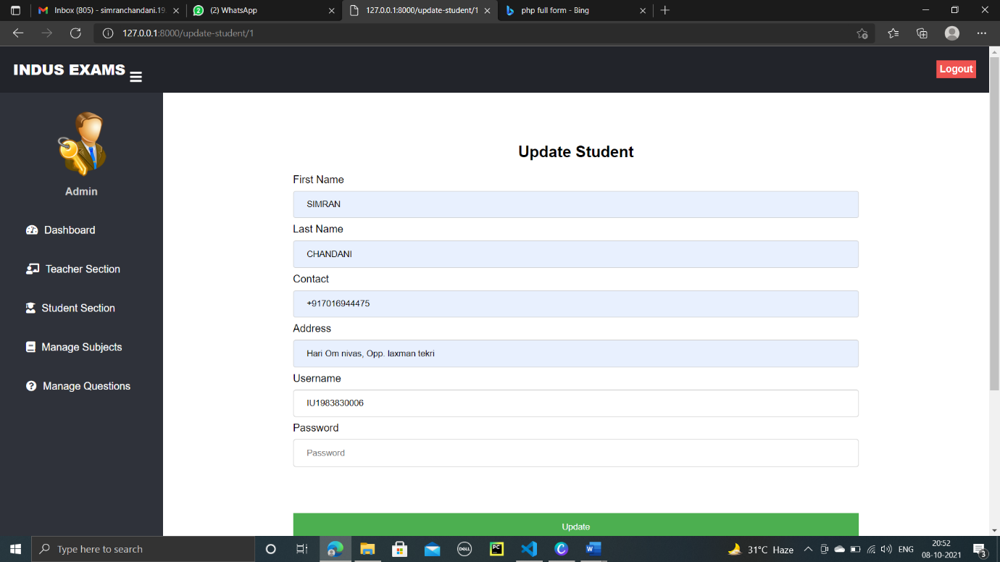 Inbox (805) - simranchandani.19
(2) WhatsApp
127.0.0.1:8000/update-student/1
php full form - Bing
127.0.0.1:8000/update-student/1
INDUS EXAMS
Logout
Admin
Dashboard
Teacher Section
Student Section
Manage Subjects
Manage Questions
Update Student
First Name
SIMRAN
Last Name
CHANDANI
Contact
+917016944475
Address
Hari Om nivas, Opp. laxman tekri
Username
IU1983830006
Password
Password
Update
Type here to search
DELL
PC
31°C Haze
ENG
20:52
08-10-2021
3